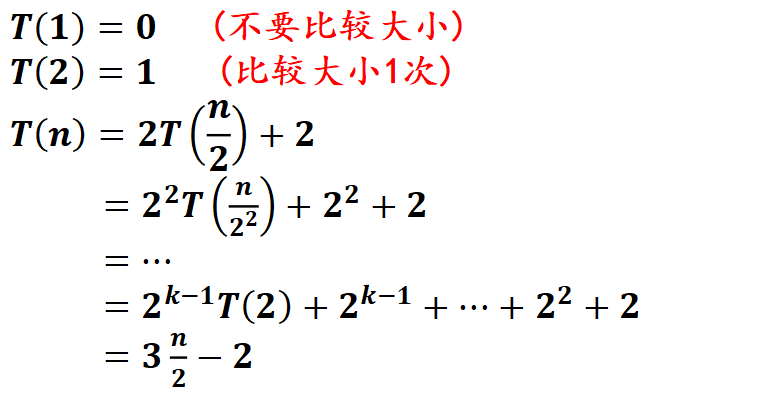 T(1) = 0 (不要比较大小)
T(2) = 1 (比较大小1次)
T(n) = 2T(n/2) + 2
= 2²T(n/2²) + 2² + 2
= ⋯
= 2^{k−1}T(2) + 2^{k−1} + ⋯ + 2² + 2
= 3 n/2 − 2